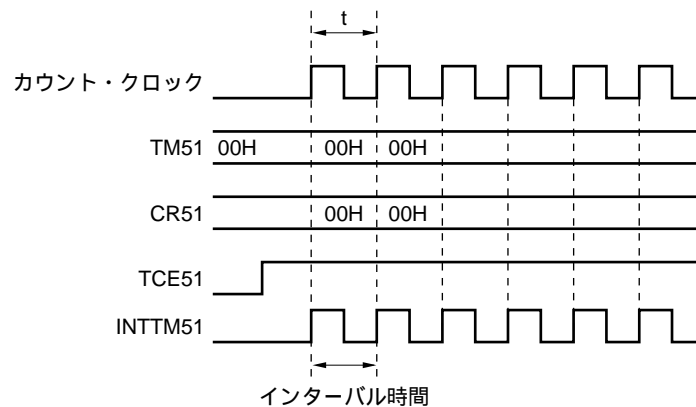 t
カウント・クロック
TM51 00H 00H 00H
CR51 00H 00H
TCE51
INTTM51
インターバル時間